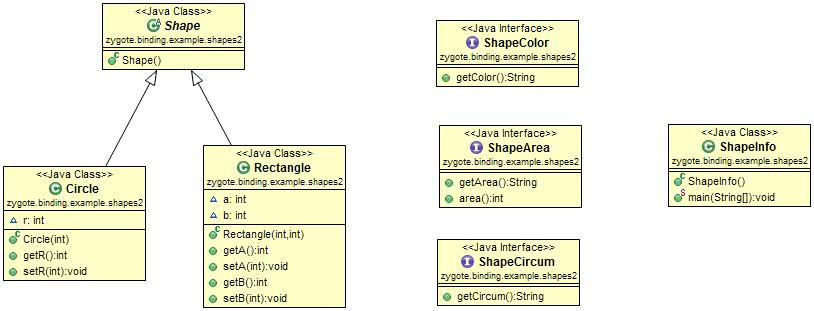 <<Java Class>>
Shape
zygote.binding.example.shapes2
Shape()
<<Java Class>>
Circle
zygote.binding.example.shapes2
r: int
Circle(int)
getR():int
setR(int):void
<<Java Class>>
Rectangle
zygote.binding.example.shapes2
a: int
b: int
Rectangle(int,int)
getA():int
setA(int):void
getB():int
setB(int):void
<<Java Interface>>
ShapeColor
zygote.binding.example.shapes2
getColor():String
<<Java Interface>>
ShapeArea
zygote.binding.example.shapes2
getArea():String
area():int
<<Java Interface>>
ShapeCircum
zygote.binding.example.shapes2
getCircum():String
<<Java Class>>
ShapeInfo
zygote.binding.example.shapes2
ShapeInfo()
main(String[]):void